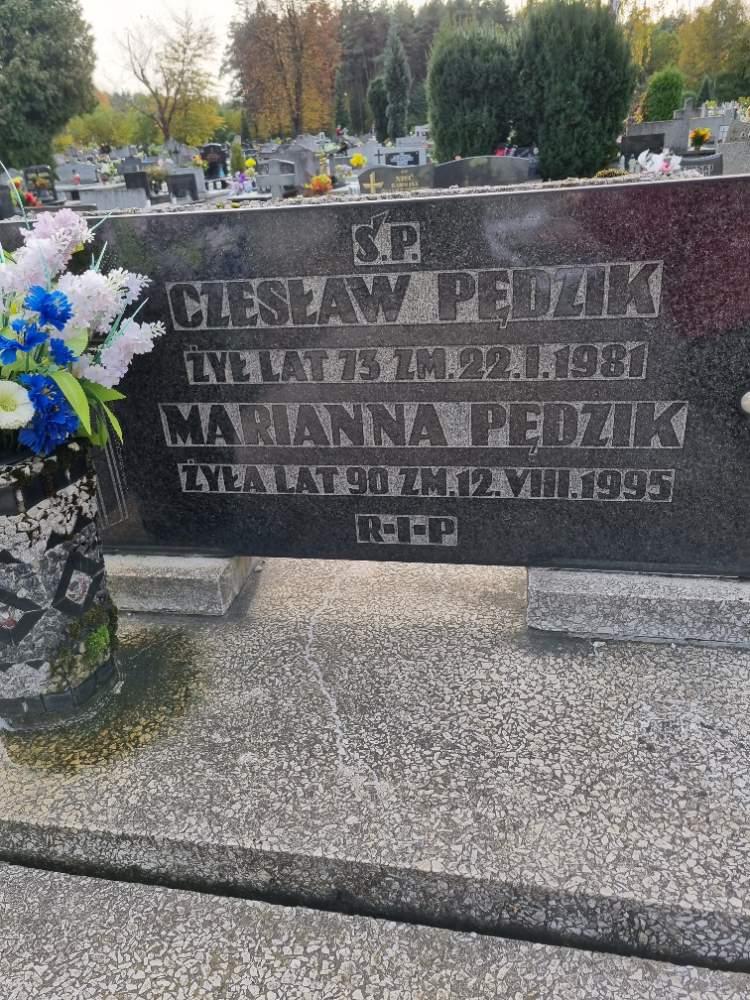 Ś.P.
CZESŁAW PĘDZIK
ŻYŁ LAT 73 ZM.22.I.1981
MARIANNA PĘDZIK
ŻYŁA LAT 90 ZM.12.VIII.1995
R-I-P